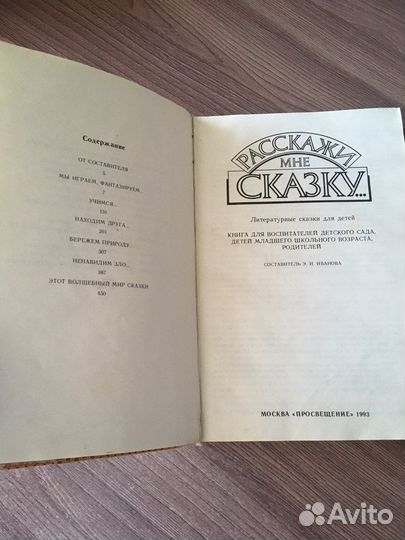 Содержание
ОТ СОСТАВИТЕЛЯ
5
МЫ ИГРАЕМ, ФАНТАЗИРУЕМ...
7
УЧИМСЯ...
131
НАХОДИМ ДРУГА...
201
БЕРЕЖЕМ ПРИРОДУ...
307
НЕНАВИДИМ ЗЛО...
387
ЭТОТ ВОЛШЕБНЫЙ МИР СКАЗКИ
450
РАССКАЖИ
МНЕ
СКАЗКУ...
Литературные сказки для детей
КНИГА ДЛЯ ВОСПИТАТЕЛЕЙ ДЕТСКОГО САДА,
ДЕТЕЙ МЛАДШЕГО ШКОЛЬНОГО ВОЗРАСТА,
РОДИТЕЛЕЙ
СОСТАВИТЕЛЬ Э. И. ИВАНОВА
МОСКВА «ПРОСВЕЩЕНИЕ» 1993
Avito